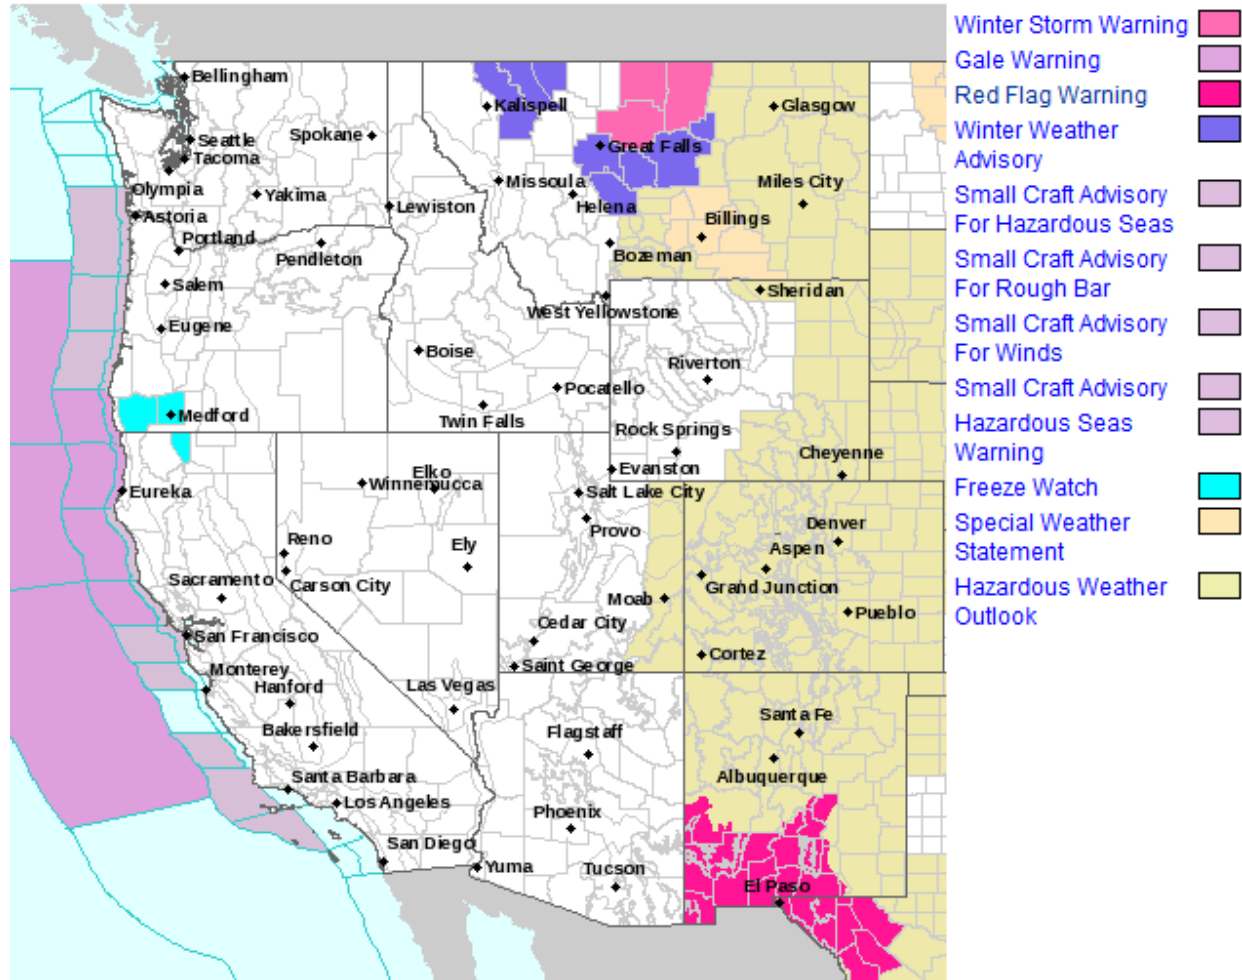 Bellingham
Seattle
Tacoma
Spokane
Olympia
Yakima
Astoria
Portland
Pendleton
Salem
Eugene
Medford
Lewiston
Kalispell
Great Falls
Missoula
Helena
Glasgow
Miles City
Billings
Bozeman
West Yellowstone
Sheridan
Boise
Pocatello
Twin Falls
Riverton
Rock Springs
Evanston
Cheyenne
Eureka
Winnemucca
Elko
Salt Lake City
Provo
Reno
Ely
Carson City
Sacramento
San Francisco
Monterey
Hanford
Bakersfield
Las Vegas
Cedar City
Saint George
Moab
Denver
Aspen
Grand Junction
Pueblo
Cortez
Santa Barbara
Los Angeles
San Diego
Yuma
Flagstaff
Phoenix
Tucson
Santa Fe
Albuquerque
El Paso
Winter Storm Warning
Gale Warning
Red Flag Warning
Winter Weather
Advisory
Small Craft Advisory
For Hazardous Seas
Small Craft Advisory
For Rough Bar
Small Craft Advisory
For Winds
Small Craft Advisory
Hazardous Seas
Warning
Freeze Watch
Special Weather
Statement
Hazardous Weather
Outlook